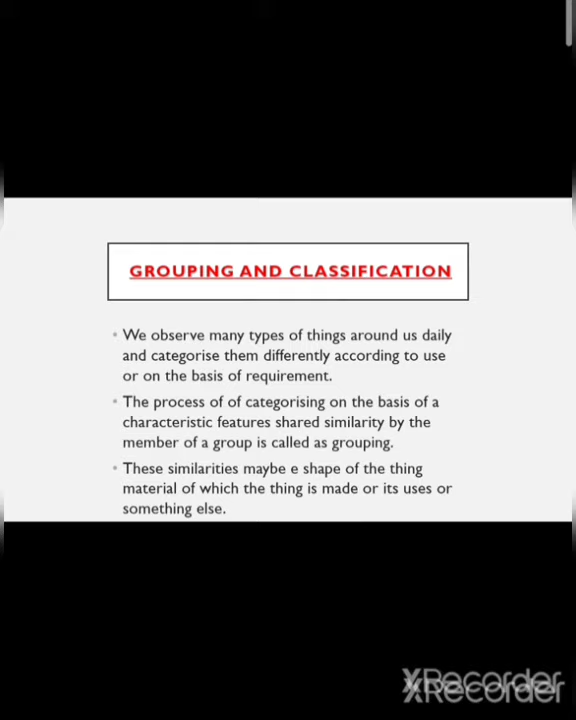 GROUPING AND CLASSIFICATION
• We observe many types of things around us daily
and categorise them differently according to use
or on the basis of requirement.
• The process of of categorising on the basis of a
characteristic features shared similarity by the
member of a group is called as grouping.
• These similarities maybe e shape of the thing
material of which the thing is made or its uses or
something else.
XRecorder